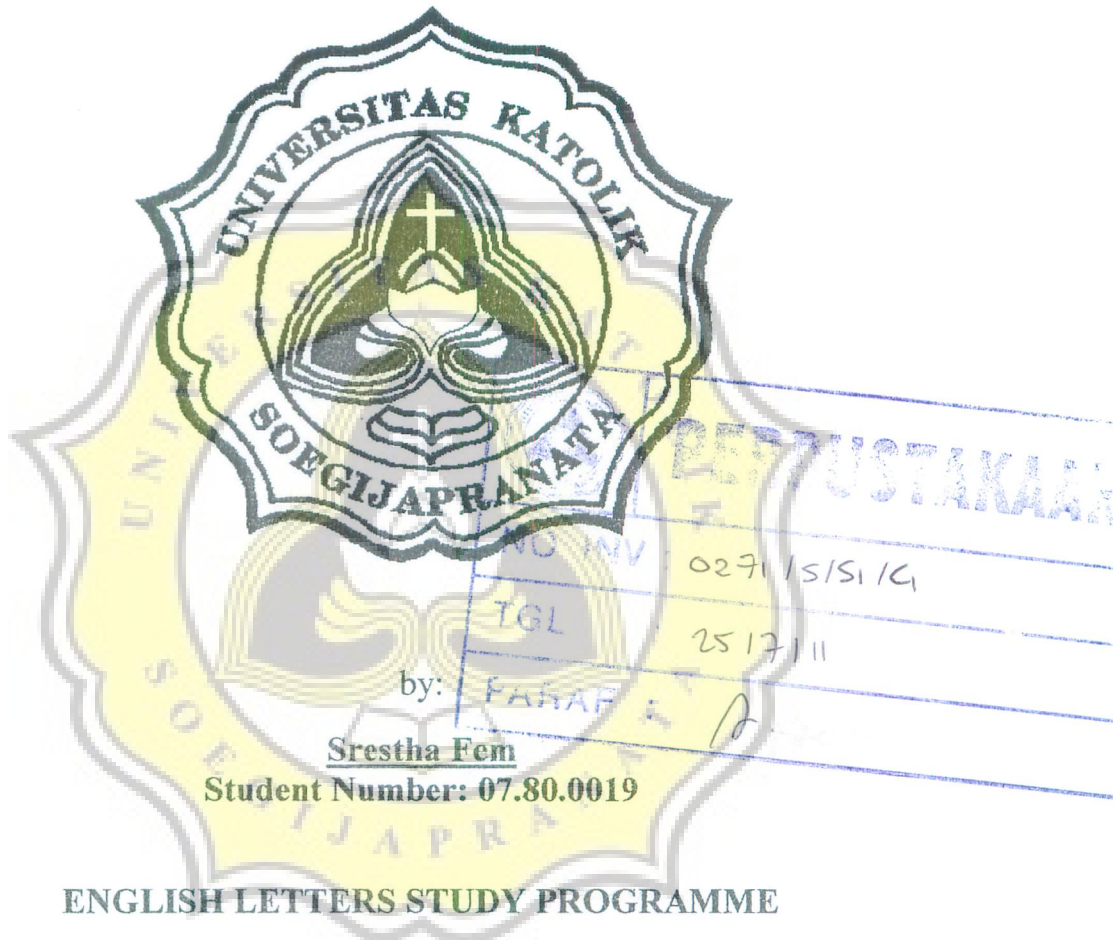 UNIVERSITAS KATOLIK
SOEGIJAPRANATA
PERPUSTAKAAN
NO INV : 0271/S/S1/C1
TGL : 25/7/11
PARAF :
by:
Srestha Fem
Student Number: 07.80.0019
ENGLISH LETTERS STUDY PROGRAMME